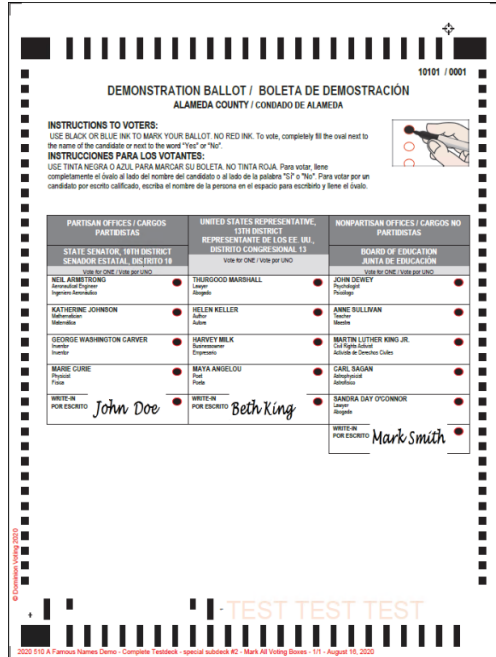 10101 / 0001
DEMONSTRATION BALLOT / BOLETA DE DEMOSTRACIÓN
ALAMEDA COUNTY / CONDADO DE ALAMEDA
INSTRUCTIONS TO VOTERS:
USE BLACK OR BLUE INK TO MARK YOUR BALLOT. NO RED INK. To vote, completely fill the oval next to
the name of the candidate or next to the word "Yes" or "No".
INSTRUCCIONES PARA LOS VOTANTES:
USE TINTA NEGRA O AZUL PARA MARCAR SU BOLETA. NO TINTA ROJA. Para votar, llene
completamente el óvalo al lado del nombre del candidato o al lado de la palabra "Sí" o "No". Para votar por un
candidato por escrito calificado, escriba el nombre de la persona en el espacio para escribirlo y llene el óvalo.
PARTISAN OFFICES / CARGOS
PARTIDISTAS
STATE SENATOR, 10TH DISTRICT
SENADOR ESTATAL, DISTRITO 10
Vote for ONE / Vote por UNO
NEIL ARMSTRONG
Aeronautical Engineer
Ingeniero Aeronáutico
KATHERINE JOHNSON
Mathematician
Matemática
GEORGE WASHINGTON CARVER
Inventor
Inventor
MARIE CURIE
Physicist
Física
WRITE-IN
POR ESCRITO
John Doe
UNITED STATES REPRESENTATIVE,
13TH DISTRICT
REPRESENTANTE DE LOS EE. UU.,
DISTRITO CONGRESIONAL 13
Vote for ONE / Vote por UNO
THURGOOD MARSHALL
Lawyer
Abogado
HELEN KELLER
Author
Autora
HARVEY MILK
Businessowner
Empresario
MAYA ANGELOU
Poet
Poeta
WRITE-IN
POR ESCRITO
Beth King
NONPARTISAN OFFICES / CARGOS NO
PARTIDISTAS
BOARD OF EDUCATION
JUNTA DE EDUCACIÓN
Vote for ONE / Vote por UNO
JOHN DEWEY
Psychologist
Psicólogo
ANNE SULLIVAN
Teacher
Maestra
MARTIN LUTHER KING JR.
Civil Rights Activist
Activista de Derechos Civiles
CARL SAGAN
Astrophysicist
Astrofísico
SANDRA DAY O'CONNOR
Lawyer
Abogada
WRITE-IN
POR ESCRITO
Mark Smith
© Dominion Voting 2020
TEST TEST TEST
2020 510 A Famous Names Demo - Complete Testdeck - special subdeck #2 - Mark All Voting Boxes - 1/1 - August 16, 2020